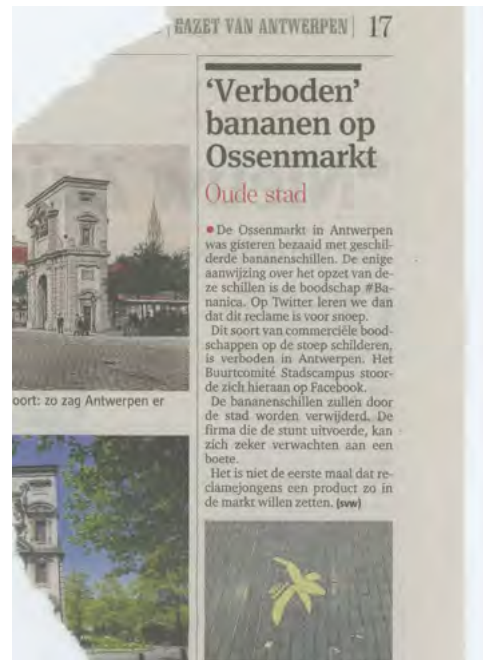 GAZET VAN ANTWERPEN | 17
'Verboden'
bananen op
Ossenmarkt
Oude stad
• De Ossenmarkt in Antwerpen
was gisteren bezaaid met geschil-
derde bananenschillen. De enige
aanwijzing over het opzet van de-
ze schillen is de boodschap #Ba-
nanica. Op Twitter leren we dan
dat dit reclame is voor snoep.
Dit soort van commerciële bood-
schappen op de stoep schilderen,
is verboden in Antwerpen. Het
Buurtcomité Stadscampus stoor-
de zich hieraan op Facebook.
De bananenschillen zullen door
de stad worden verwijderd. De
firma die de stunt uitvoerde, kan
zich zeker verwachten aan een
boete.
Het is niet de eerste maal dat re-
clamejongens een product zo in
de markt willen zetten. (svw)
oort: zo zag Antwerpen er